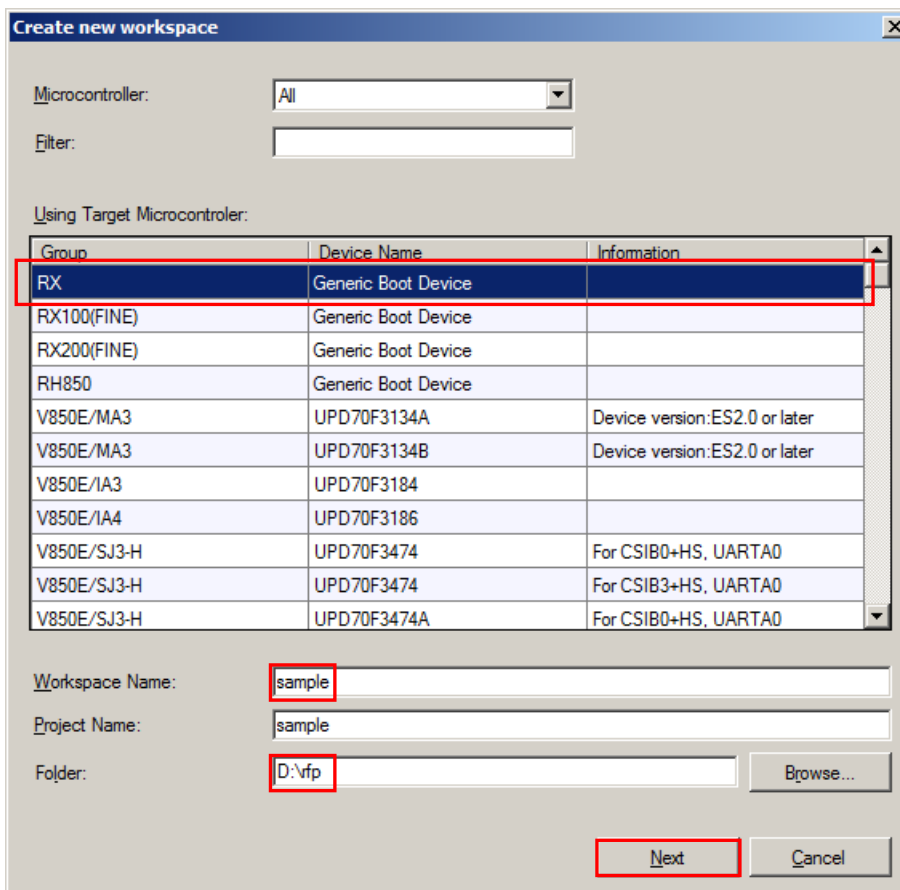 Create new workspace
Microcontroller: All
Filter:
Using Target Microcontroler:
Group Device Name Information
RX Generic Boot Device
RX100(FINE) Generic Boot Device
RX200(FINE) Generic Boot Device
RH850 Generic Boot Device
V850E/MA3 UPD70F3134A Device version:ES2.0 or later
V850E/MA3 UPD70F3134B Device version:ES2.0 or later
V850E/IA3 UPD70F3184
V850E/IA4 UPD70F3186
V850E/SJ3-H UPD70F3474 For CSIB0+HS, UARTA0
V850E/SJ3-H UPD70F3474 For CSIB3+HS, UARTA0
V850E/SJ3-H UPD70F3474A For CSIB0+HS, UARTA0
Workspace Name: sample
Project Name: sample
Folder: D:\rfp Browse...
Next Cancel